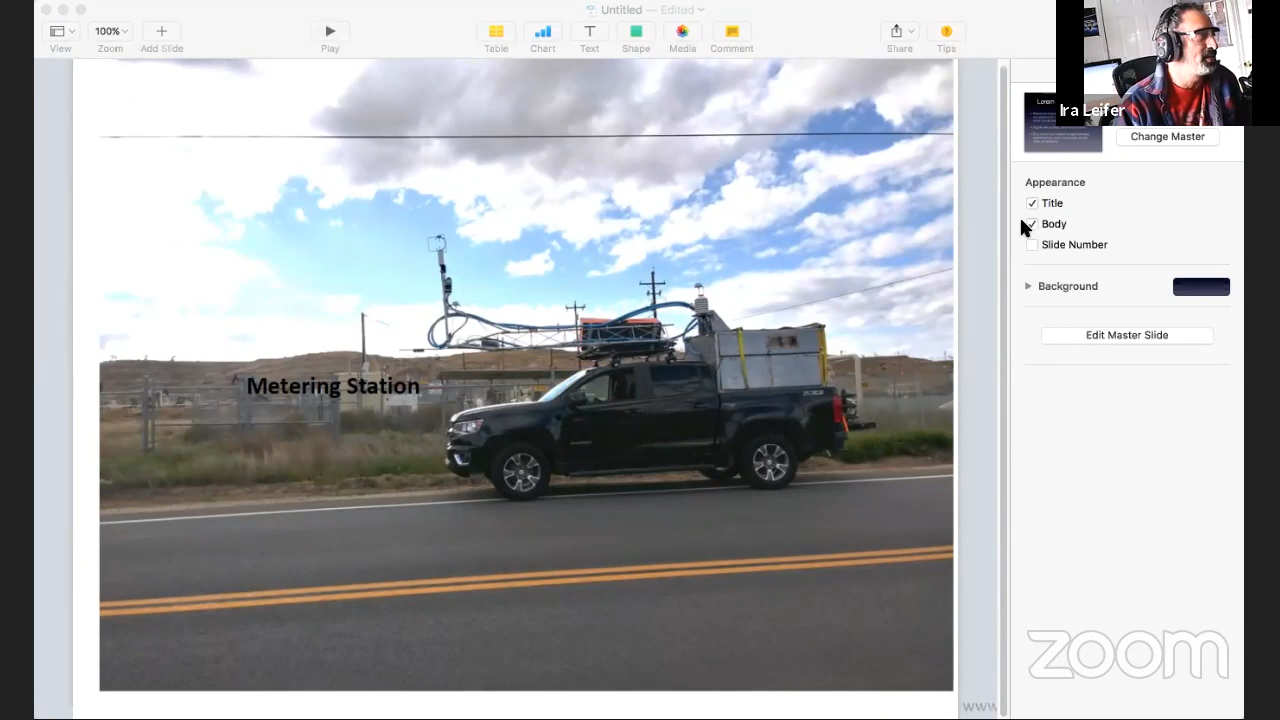 Untitled — Edited
100%
View
Zoom
Add Slide
Play
Table
Chart
Text
Shape
Media
Comment
Share
Tips
Ira Leifer
Change Master
Appearance
Title
Body
Slide Number
Background
Edit Master Slide
Metering Station
zoom
www